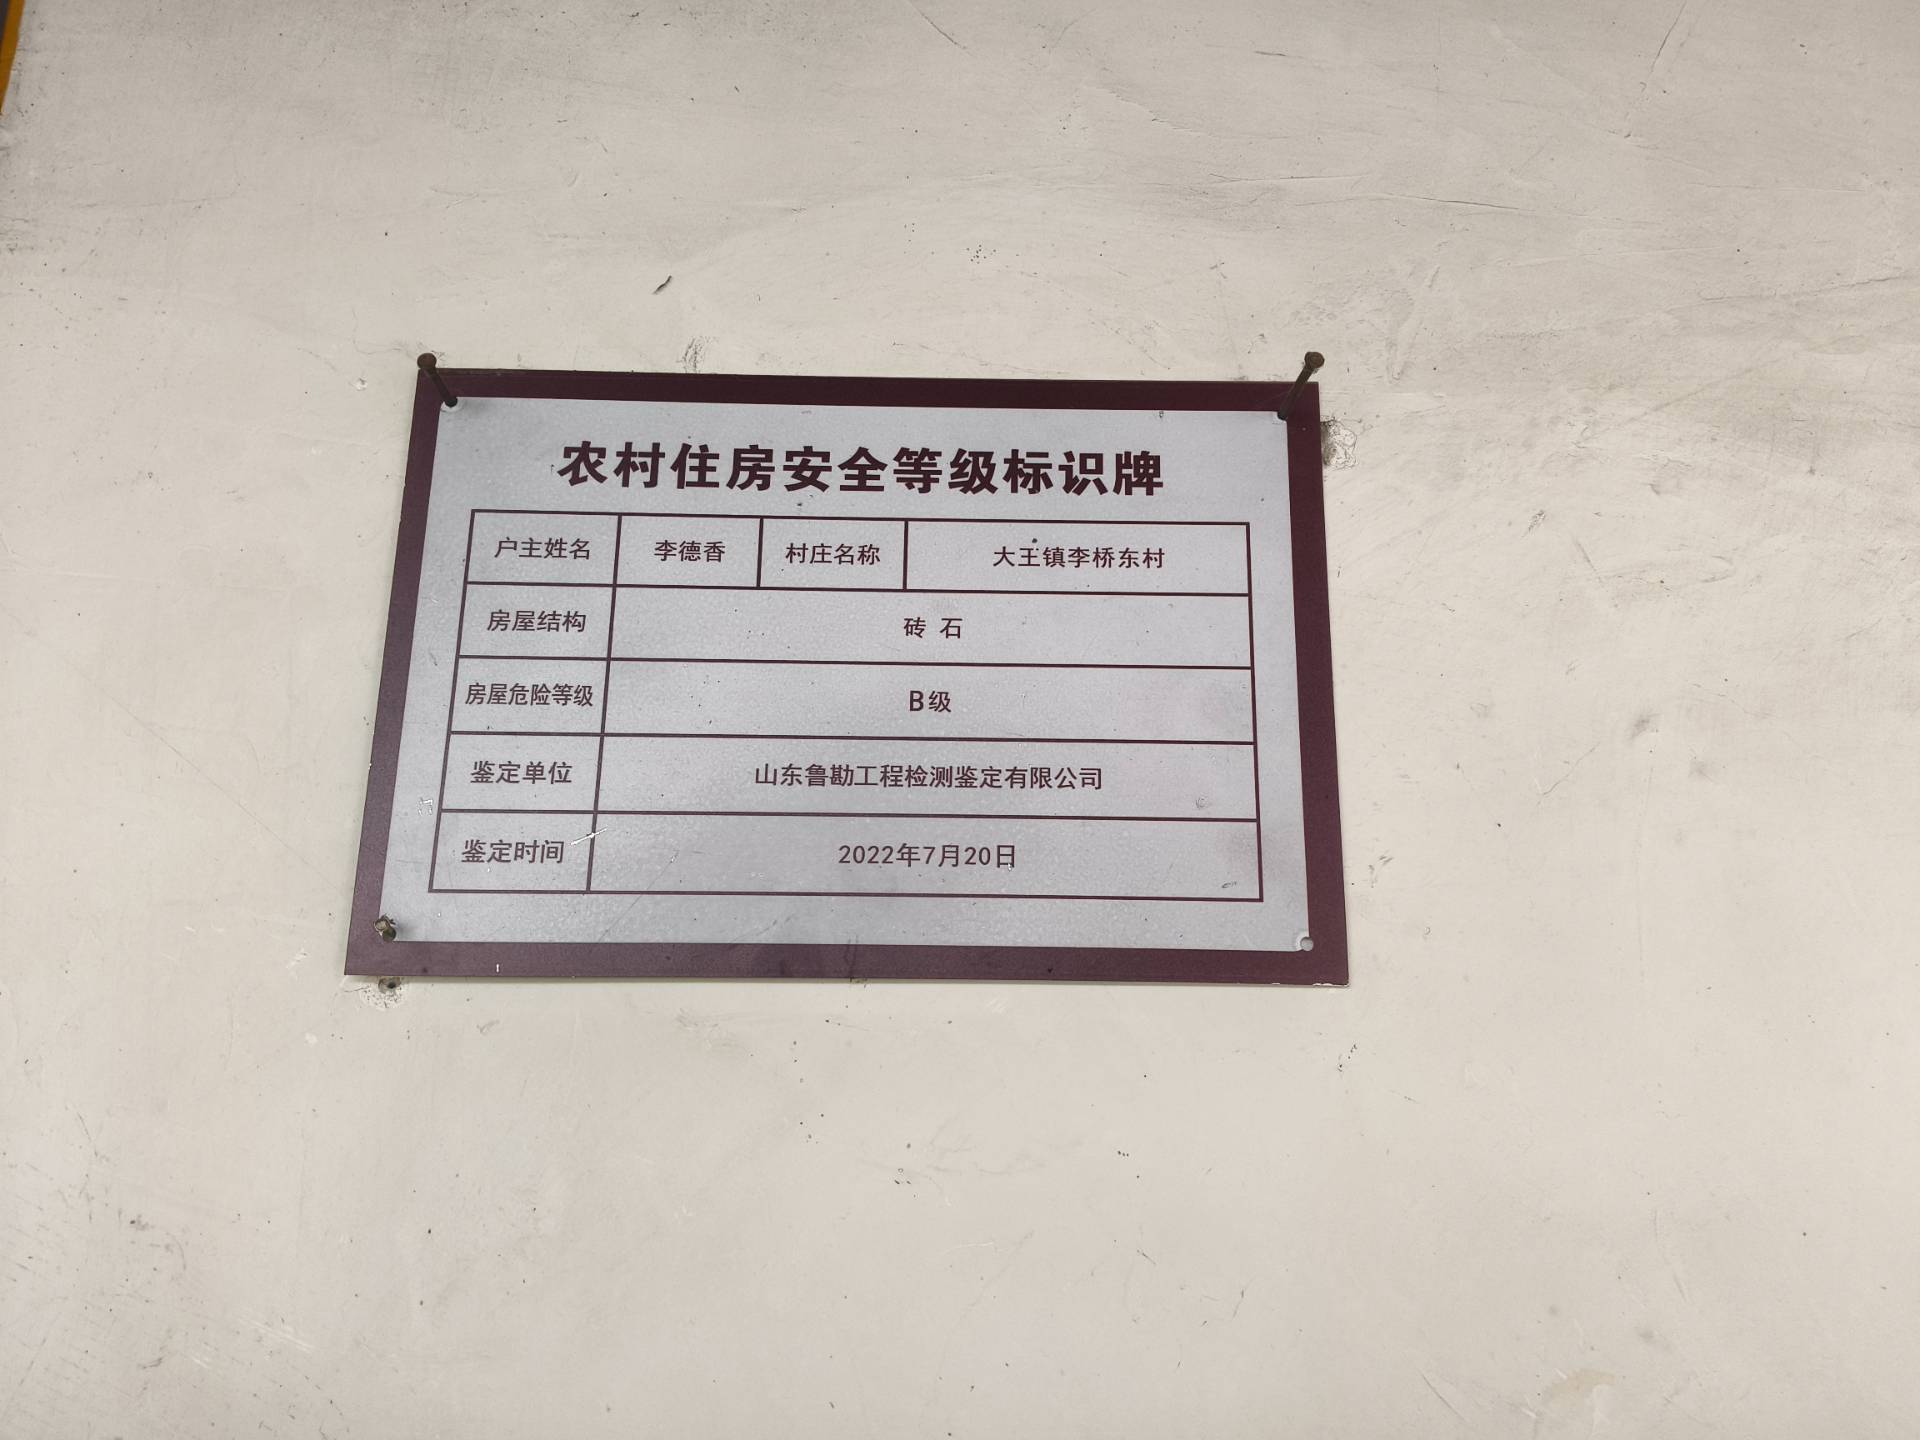 农村住房安全等级标识牌
户主姓名 李德香 村庄名称 大王镇李桥东村
房屋结构 砖 石
房屋危险等级 B级
鉴定单位 山东鲁勘工程检测鉴定有限公司
鉴定时间 2022年7月20日